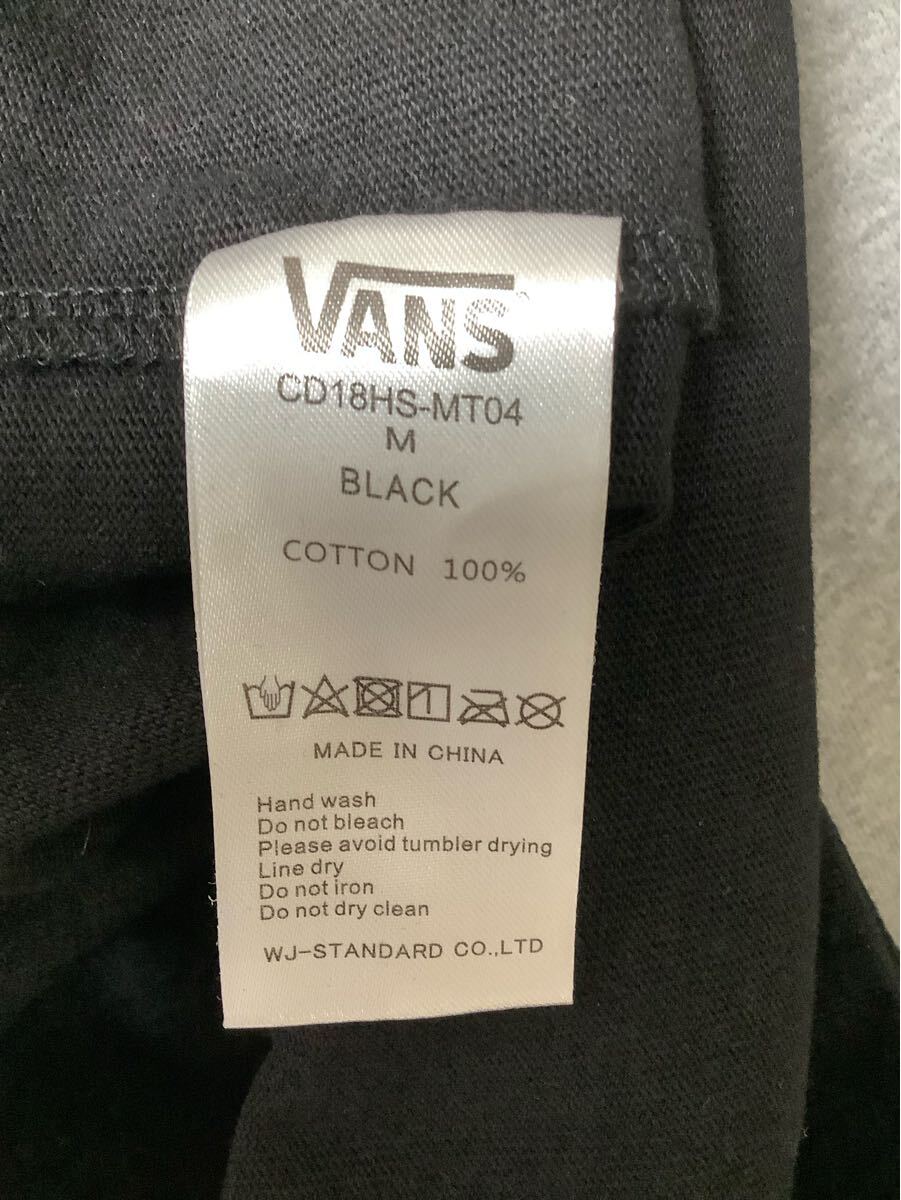 VANS
CD18HS-MT04
M
BLACK
COTTON 100%
MADE IN CHINA
Hand wash
Do not bleach
Please avoid tumbler drying
Line dry
Do not iron
Do not dry clean
WJ-STANDARD CO.,LTD